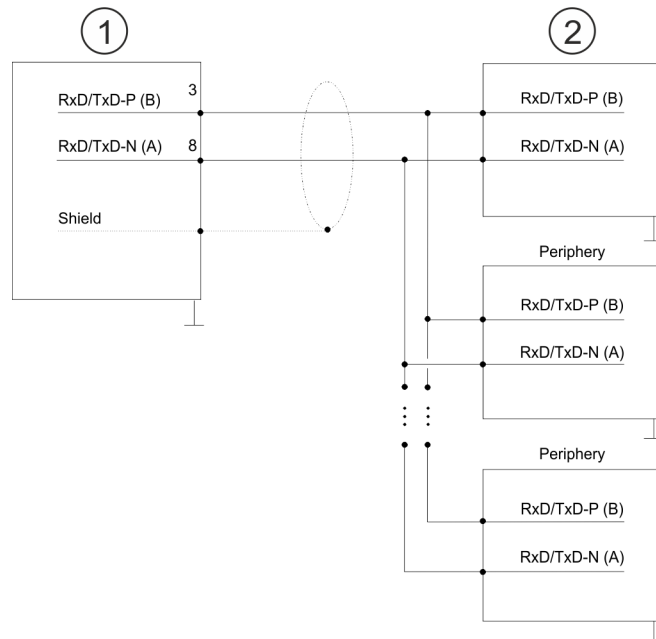 1
2
RxD/TxD-P (B)
3
RxD/TxD-N (A)
8
Shield
RxD/TxD-P (B)
RxD/TxD-N (A)
Periphery
RxD/TxD-P (B)
RxD/TxD-N (A)
Periphery
RxD/TxD-P (B)
RxD/TxD-N (A)